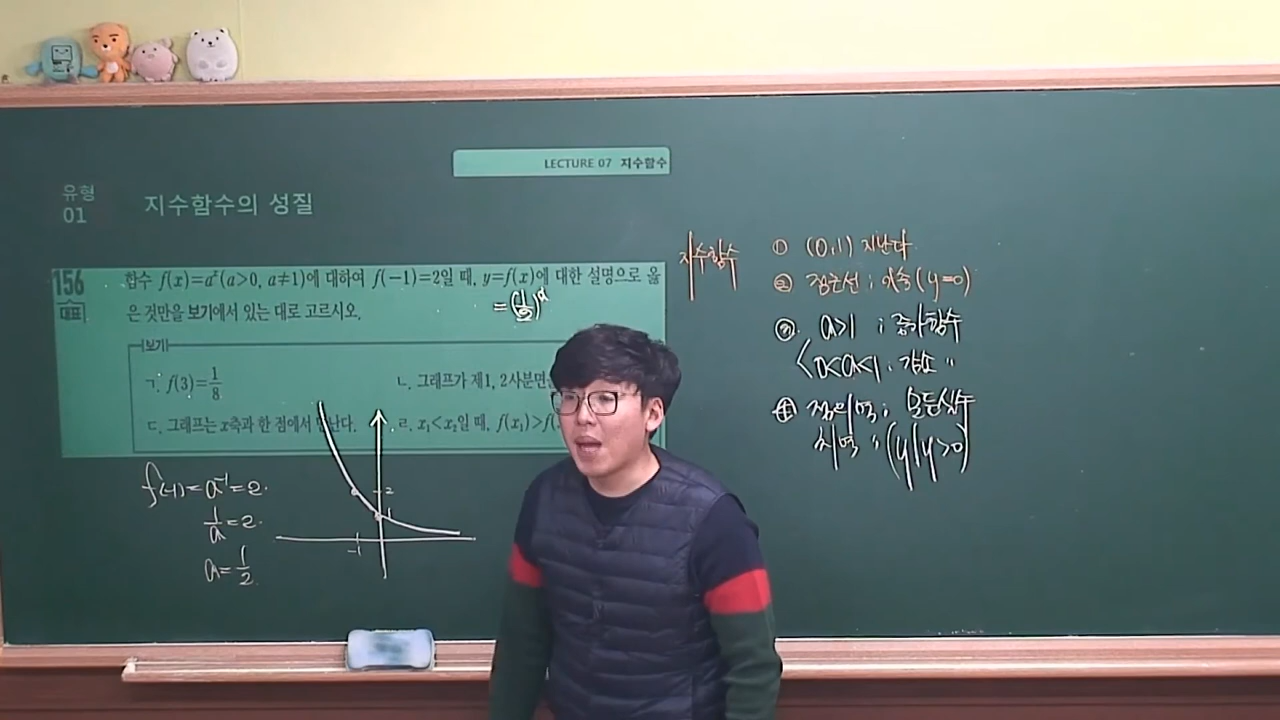 LECTURE 07 지수함수
유형
01
지수함수의 성질
156
대표
함수 f(x)=aˣ(a>0, a≠1)에 대하여 f(-1)=2일 때, y=f(x)에 대한 설명으로 옳
은 것만을 보기에서 있는 대로 고르시오.
=(1/2)ˣ
보기
ㄱ. f(3)=1/8
ㄴ. 그래프가 제1, 2사분면
ㄷ. 그래프는 x축과 한 점에서 만난다.
ㄹ. x₁<x₂일 때, f(x₁)>f(
f(-1)=a⁻¹=2.
1/a=2.
a=1/2.
2
1
-1
지수함수
① (0,1) 지난다.
② 점근선 ; x축(y=0)
③. a>1 ; 증가함수
0<a<1 ; 감소 〃
④ 정의역 ; 모든실수
치역 〃 {y|y>0}